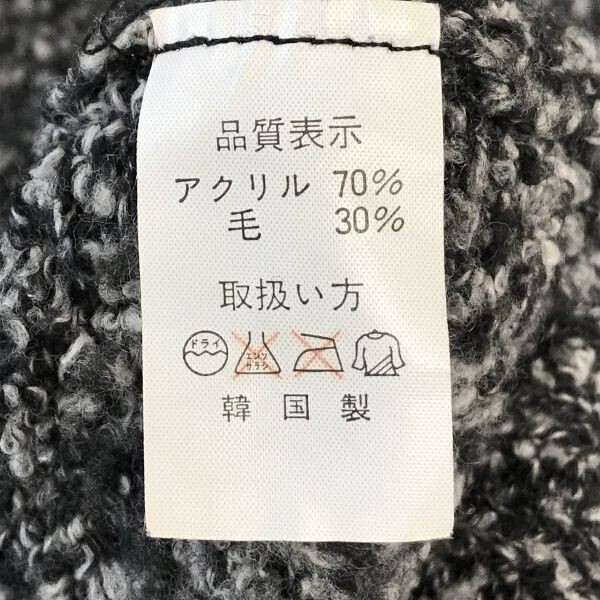 品質表示
アクリル 70%
毛 30%
取扱い方
ドライ
エンソ
サラシ
韓国製